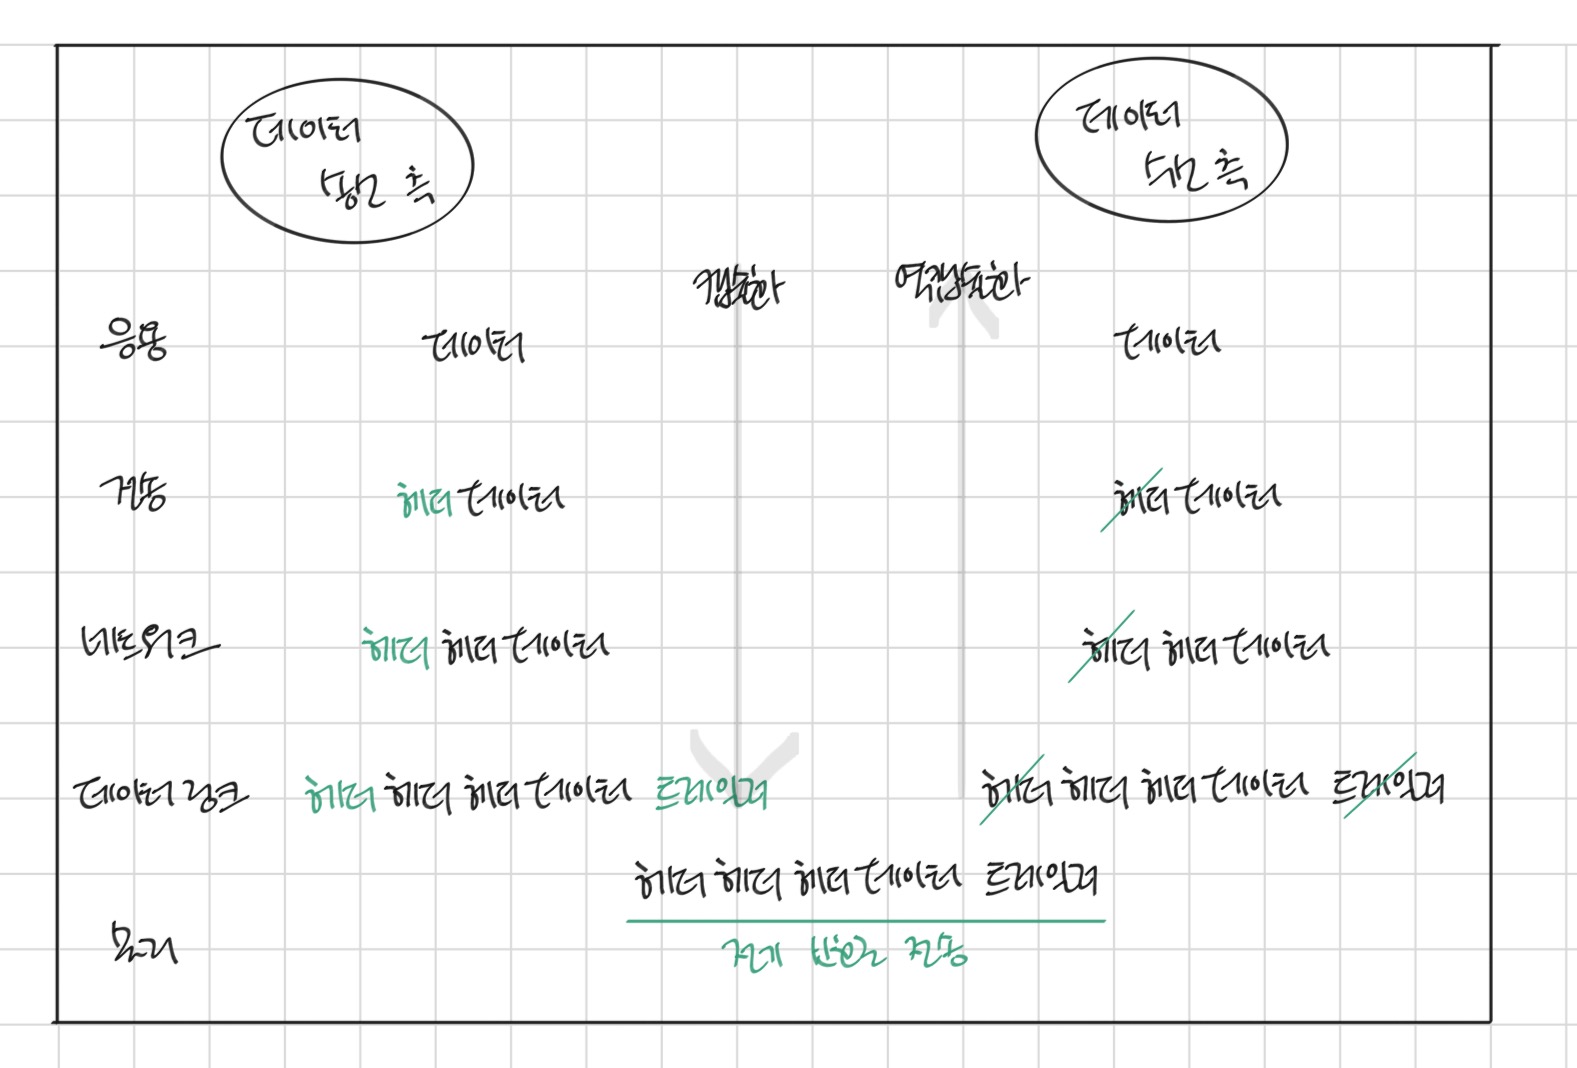 데이터
송신 측
데이터
수신 측
캡슐화
역캡슐화
응용
데이터
데이터
전송
헤더 데이터
헤더 데이터
네트워크
헤더 헤더 데이터
헤더 헤더 데이터
데이터 링크
헤더 헤더 헤더 데이터 트레일러
헤더 헤더 헤더 데이터 트레일러
헤더 헤더 헤더 데이터 트레일러
물리
전기 신호로 전송